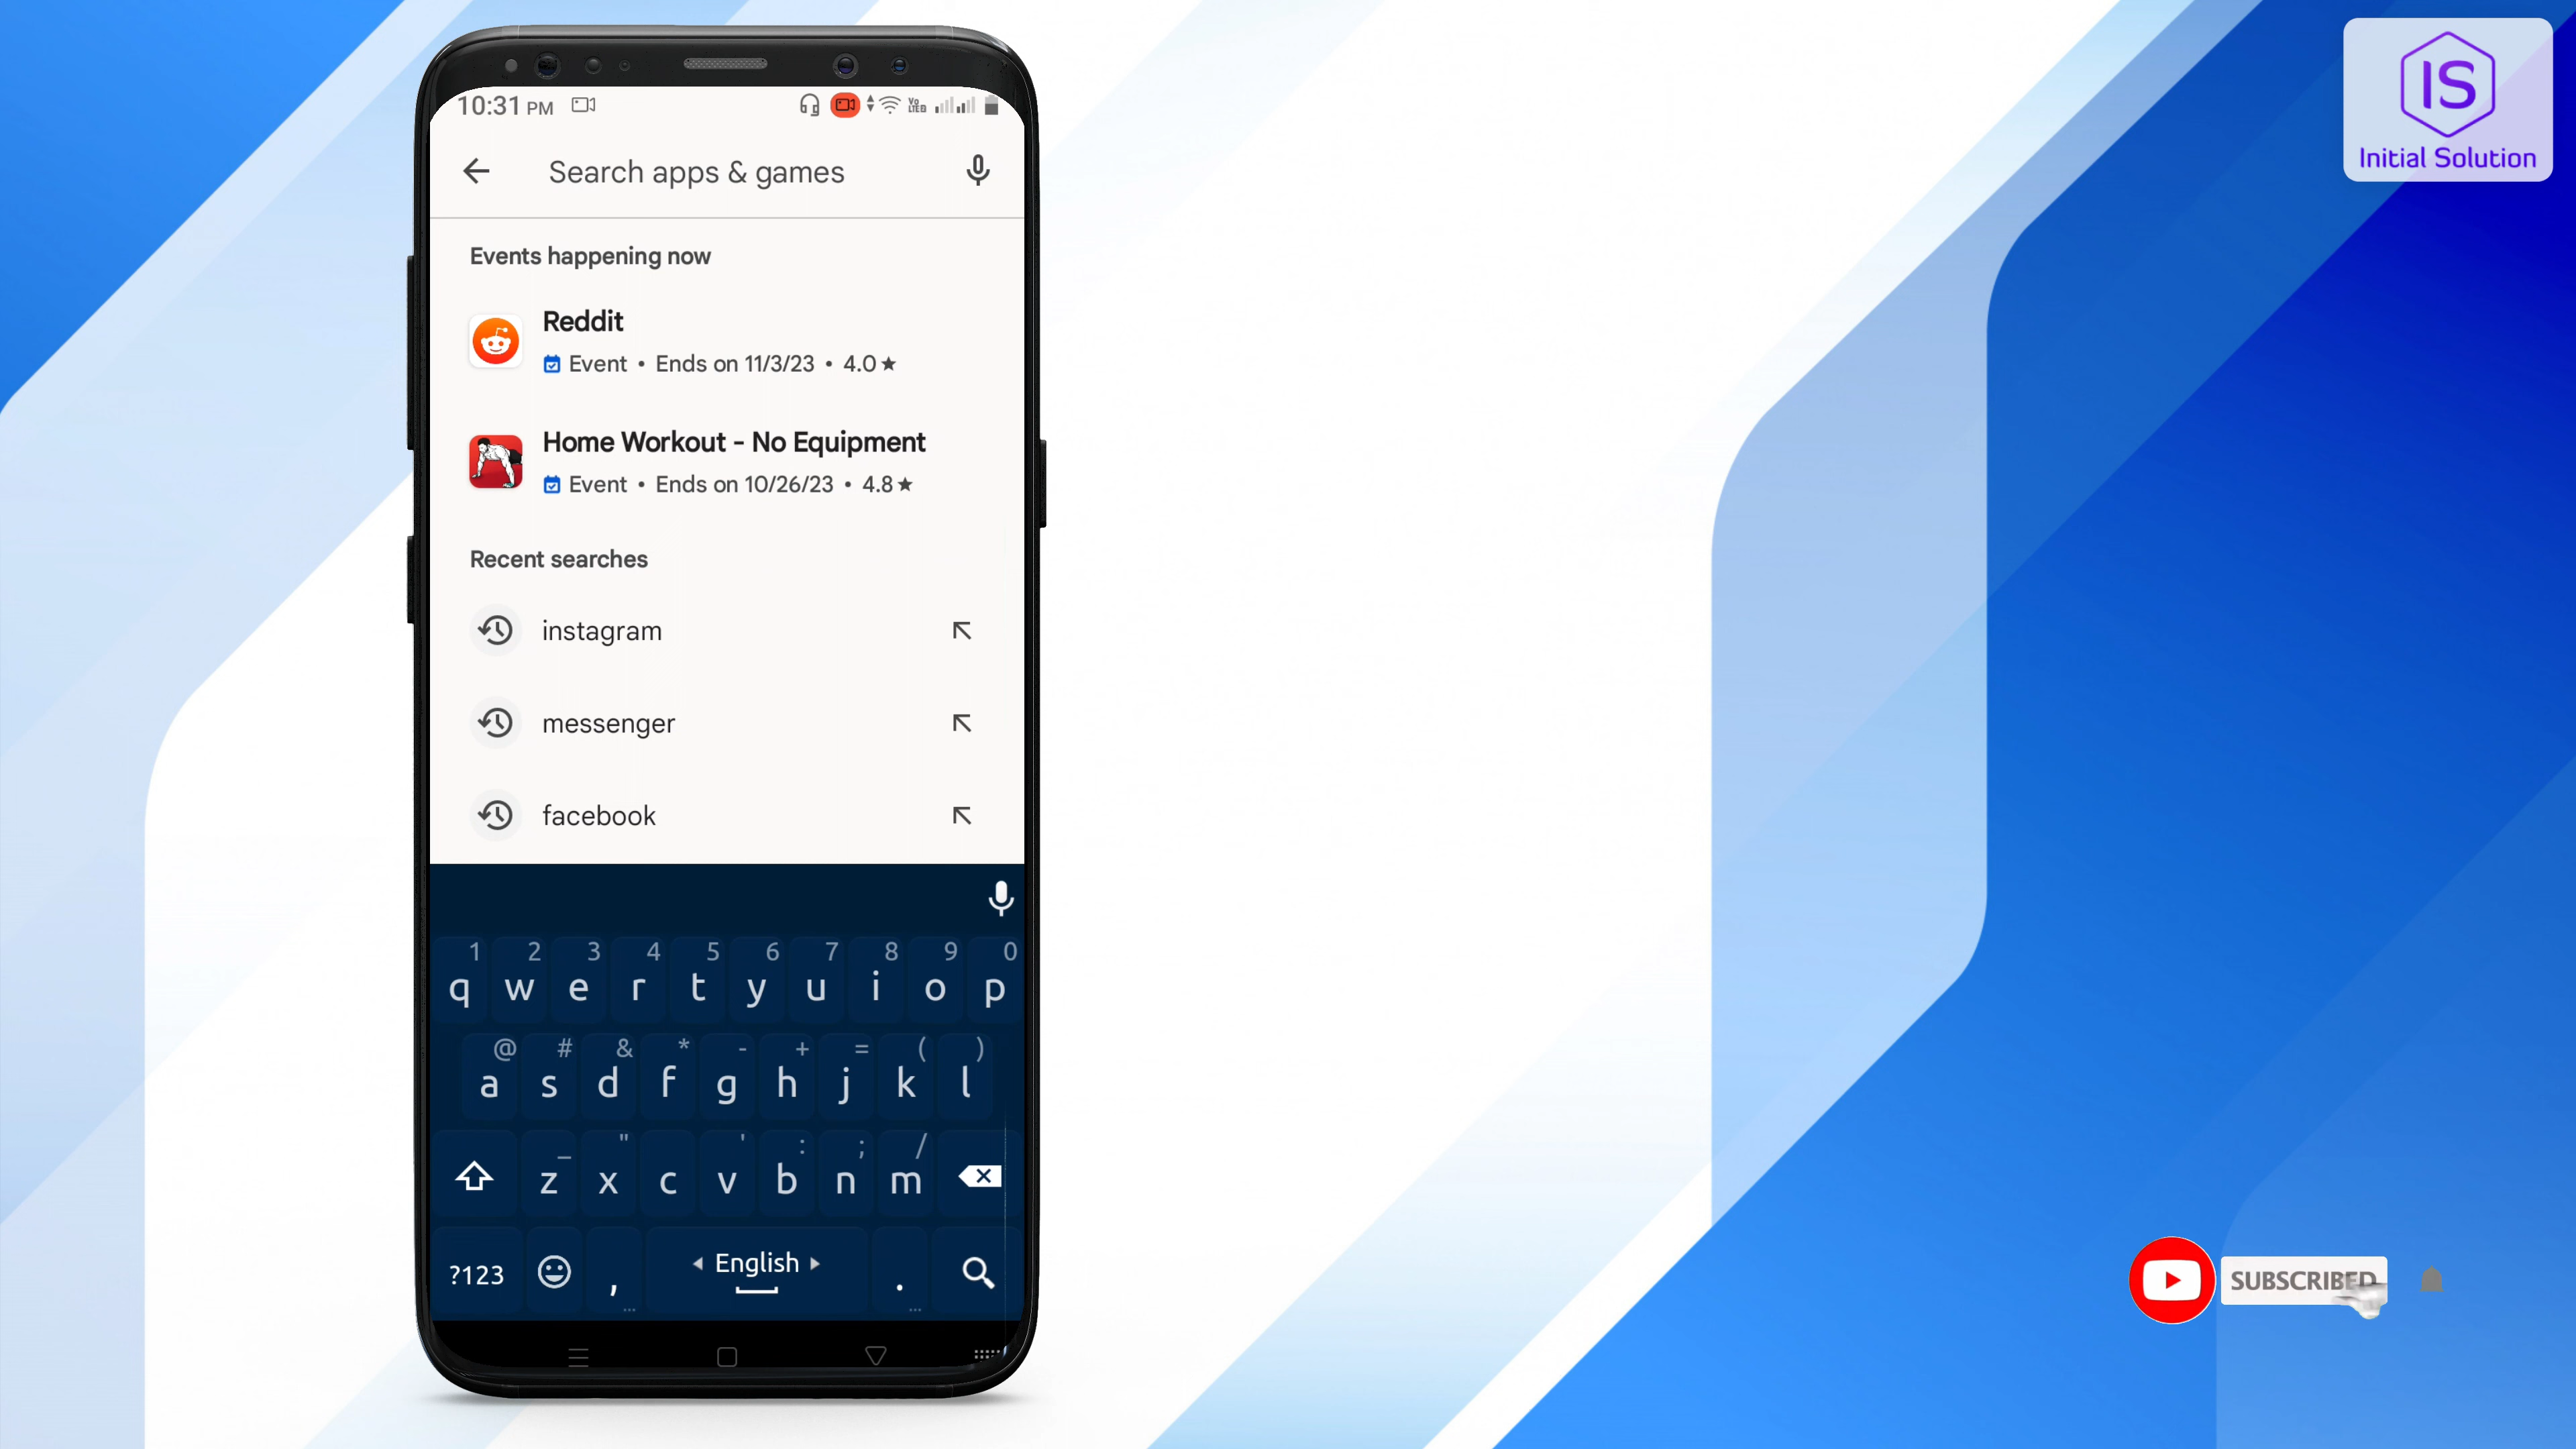 10:31 PM
Vo LTE
Search apps & games
Events happening now
Reddit
Event • Ends on 11/3/23 • 4.0 ★
Home Workout - No Equipment
Event • Ends on 10/26/23 • 4.8 ★
Recent searches
instagram
messenger
facebook
1 2 3 4 5 6 7 8 9 0
q w e r t y u i o p
@ # & * - + = ( )
a s d f g h j k l
_ " ' : ; /
z x c v b n m
?123 , English .
IS
Initial Solution
SUBSCRIBED